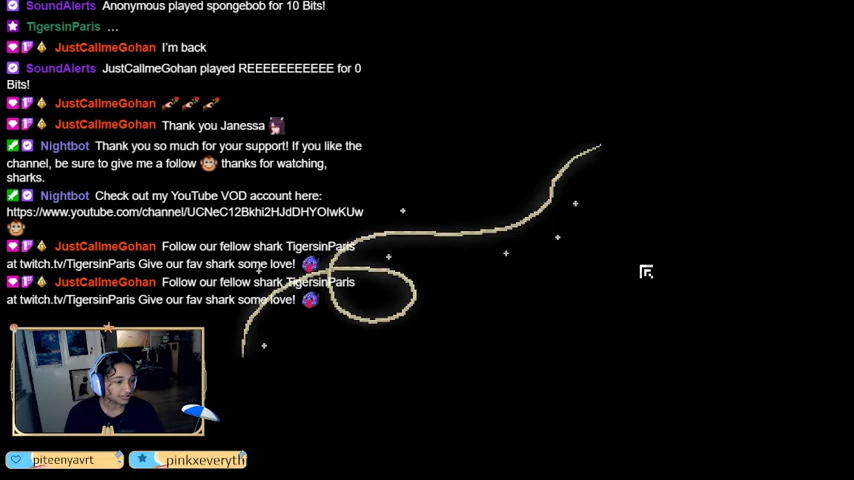 SoundAlerts Anonymous played spongebob for 10 Bits!
TigersinParis ...
JustCallmeGohan I'm back
SoundAlerts JustCallmeGohan played REEEEEEEEEEE for 0
Bits!
JustCallmeGohan
JustCallmeGohan Thank you Janessa
Nightbot Thank you so much for your support! If you like the
channel, be sure to give me a follow thanks for watching,
sharks.
Nightbot Check out my YouTube VOD account here:
https://www.youtube.com/channel/UCNeC12Bkhi2HJdDHYOlwKUw
JustCallmeGohan Follow our fellow shark TigersinParis
at twitch.tv/TigersinParis Give our fav shark some love!
JustCallmeGohan Follow our fellow shark TigersinParis
at twitch.tv/TigersinParis Give our fav shark some love!
piteenyavrt
pinkxeveryth